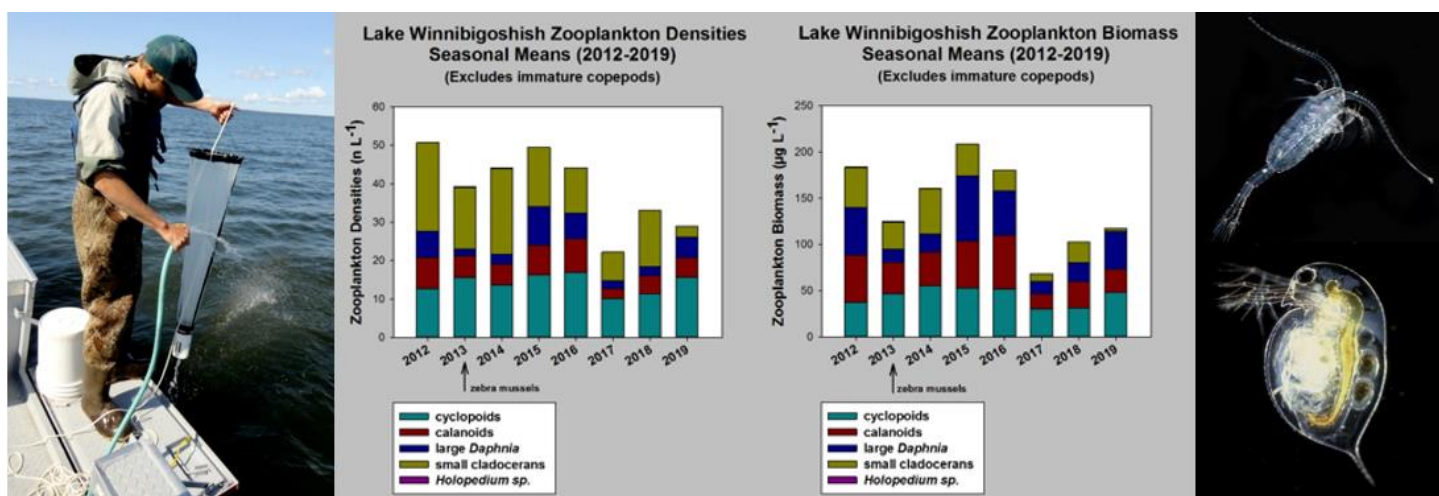 Lake Winnibigoshish Zooplankton Densities
Seasonal Means (2012-2019)
(Excludes immature copepods)
Zooplankton Densities (n L⁻¹)
60
50
40
30
20
10
0
2012
2013
2014
2015
2016
2017
2018
2019
zebra mussels
cyclopoids
calanoids
large Daphnia
small cladocerans
Holopedium sp.
Lake Winnibigoshish Zooplankton Biomass
Seasonal Means (2012-2019)
(Excludes immature copepods)
Zooplankton Biomass (µg L⁻¹)
250
200
150
100
50
0
2012
2013
2014
2015
2016
2017
2018
2019
zebra mussels
cyclopoids
calanoids
large Daphnia
small cladocerans
Holopedium sp.